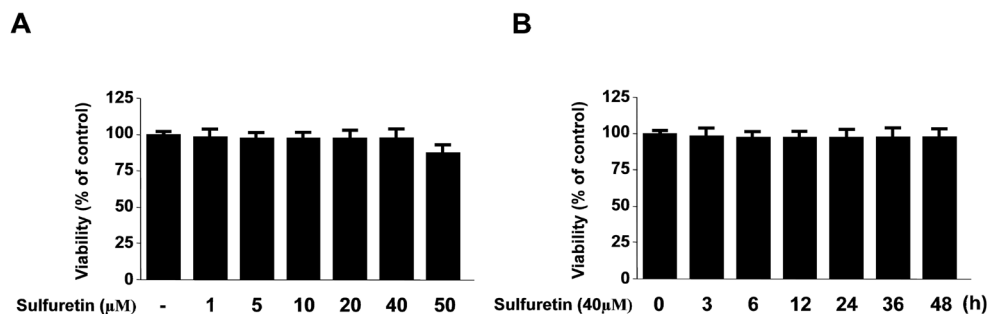 A
Viability (% of control)
125
100
75
50
25
0
Sulfuretin (μM) - 1 5 10 20 40 50
B
Viability (% of control)
125
100
75
50
25
0
Sulfuretin (40μM) 0 3 6 12 24 36 48 (h)